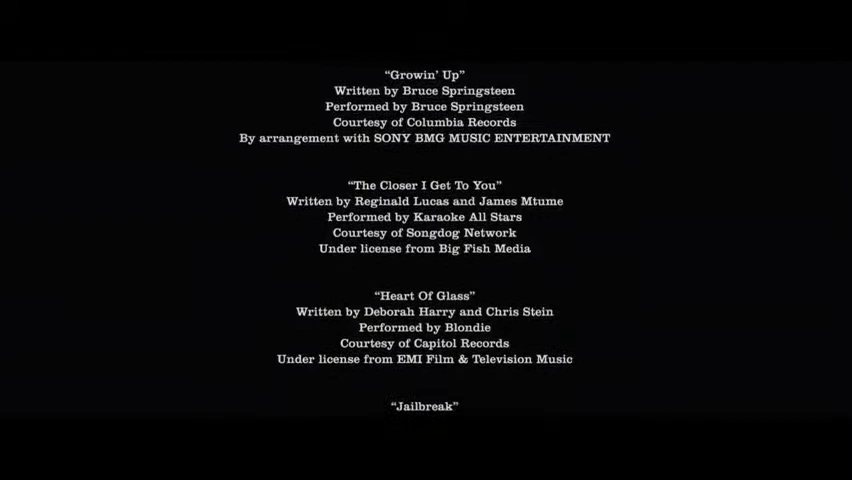 “Growin’ Up”
Written by Bruce Springsteen
Performed by Bruce Springsteen
Courtesy of Columbia Records
By arrangement with SONY BMG MUSIC ENTERTAINMENT
“The Closer I Get To You”
Written by Reginald Lucas and James Mtume
Performed by Karaoke All Stars
Courtesy of Songdog Network
Under license from Big Fish Media
“Heart Of Glass”
Written by Deborah Harry and Chris Stein
Performed by Blondie
Courtesy of Capitol Records
Under license from EMI Film & Television Music
“Jailbreak”